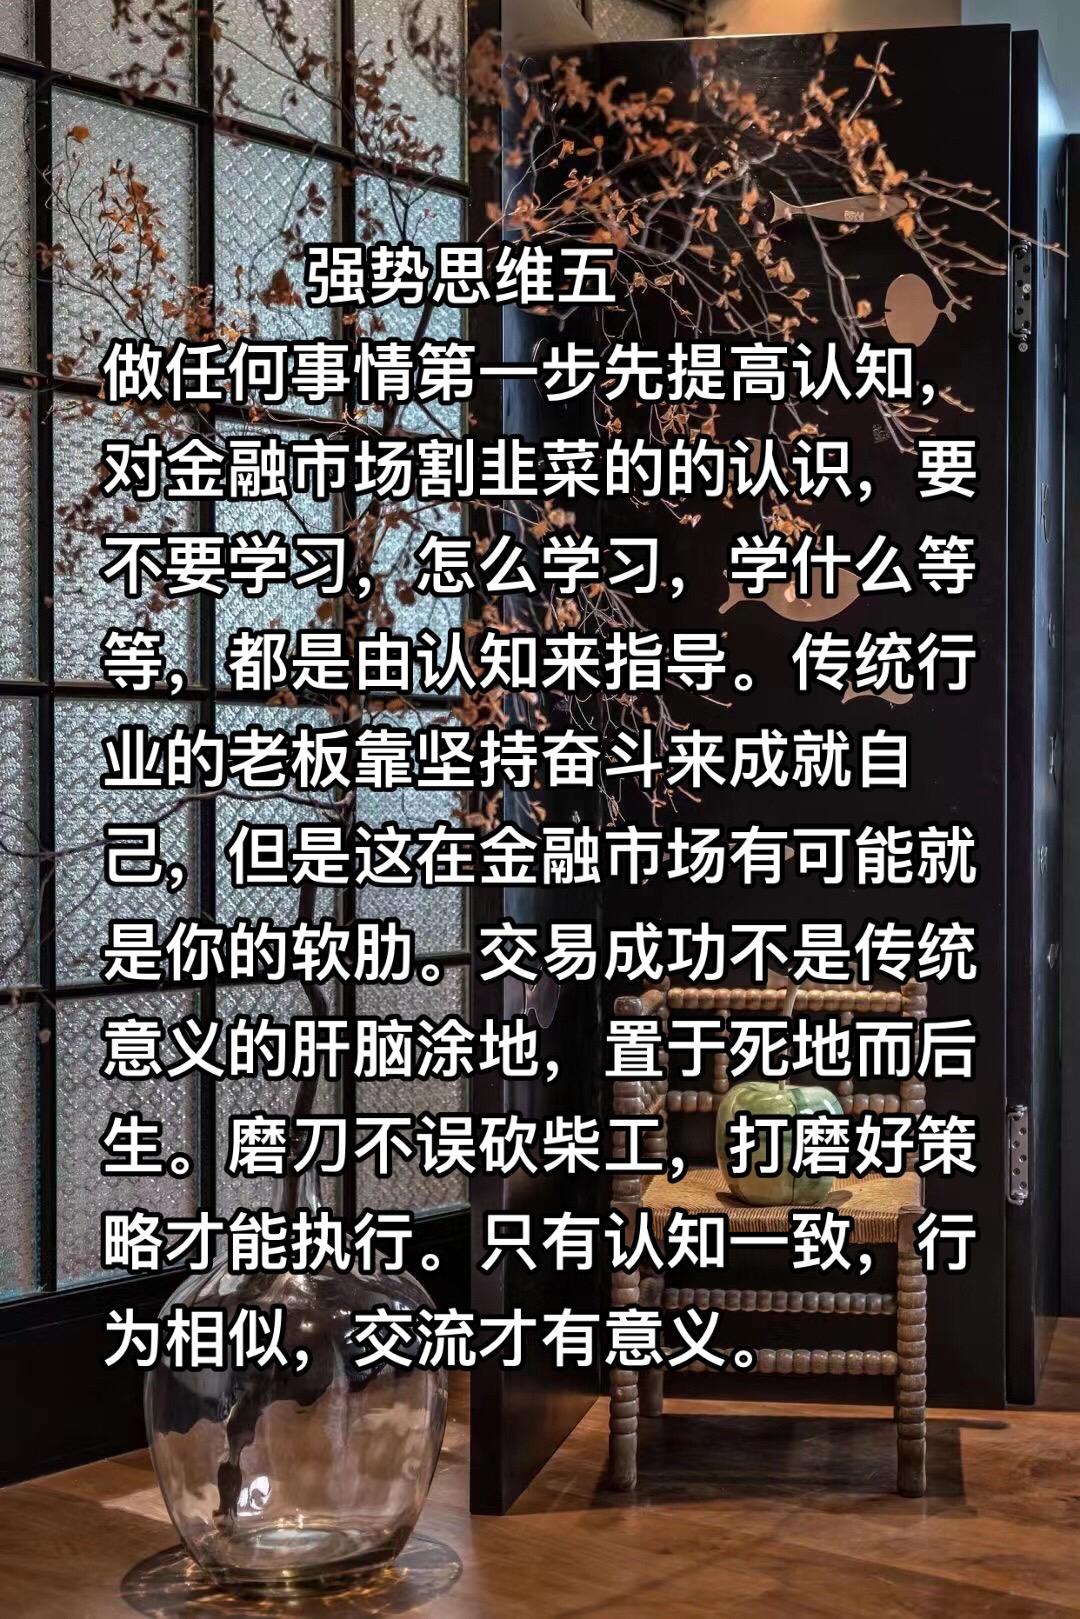 强势思维五
做任何事情第一步先提高认知，
对金融市场割韭菜的的认识，要
不要学习，怎么学习，学什么等
等，都是由认知来指导。传统行
业的老板靠坚持奋斗来成就自
己，但是这在金融市场有可能就
是你的软肋。交易成功不是传统
意义的肝脑涂地，置于死地而后
生。磨刀不误砍柴工，打磨好策
略才能执行。只有认知一致，行
为相似，交流才有意义。